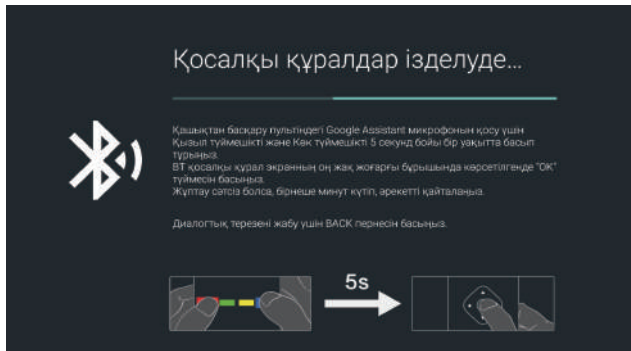 Қосалқы құралдар ізделуде...
Қашықтан басқару пультіндегі Google Assistant микрофонын қосу үшін
Қызыл түймешікті және Көк түймешікті 5 секунд бойы бір уақытта басып
тұрыңыз.
BT қосалқы құрал экранның оң жақ жоғарғы бұрышында көрсетілгенде "OK"
түймесін басыңыз.
Жұптау сәтсіз болса, бірнеше минут күтіп, әрекетті қайталаңыз.
Диалогтық терезені жабу үшін BACK пернесін басыңыз.
5s